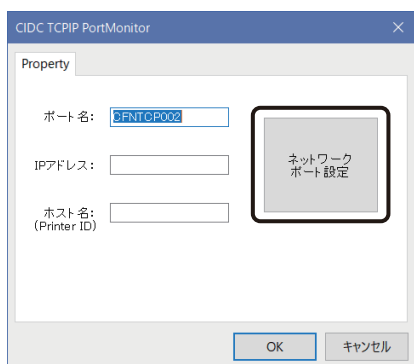 CIDC TCPIP PortMonitor
Property
ポート名:
CFNTCP002
IPアドレス:
ホスト名:
(Printer ID)
ネットワーク
ポート設定
OK
キャンセル